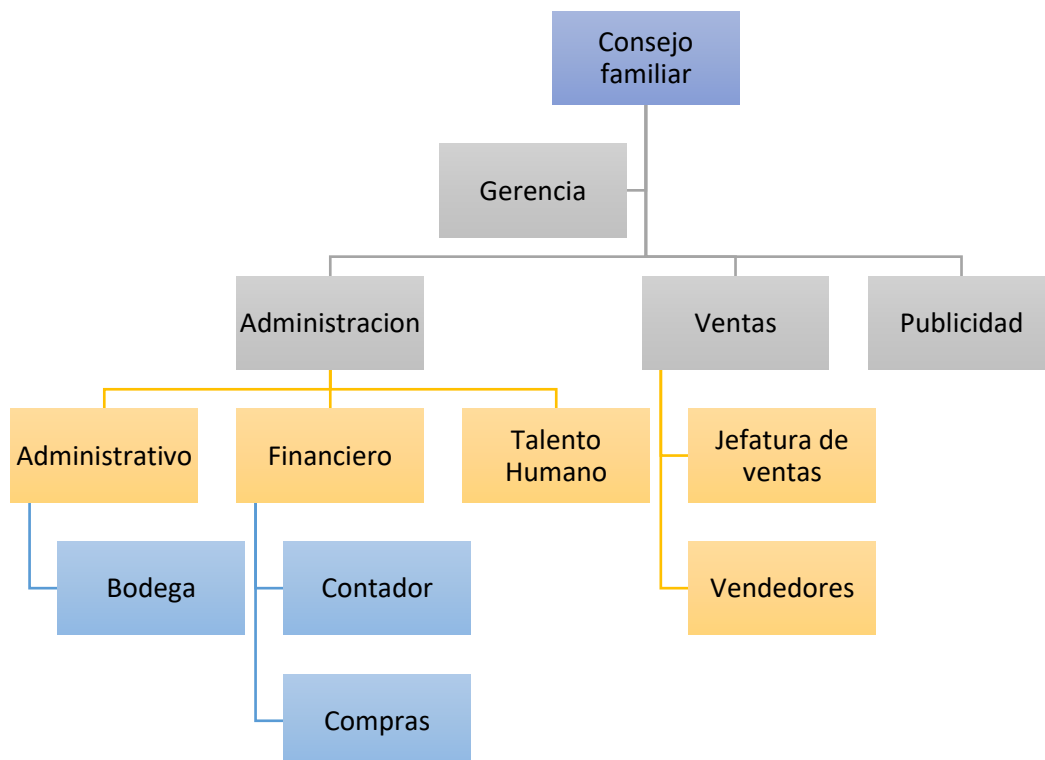 Consejo
familiar
Gerencia
Administracion
Ventas
Publicidad
Administrativo
Financiero
Talento
Humano
Jefatura de
ventas
Bodega
Contador
Vendedores
Compras